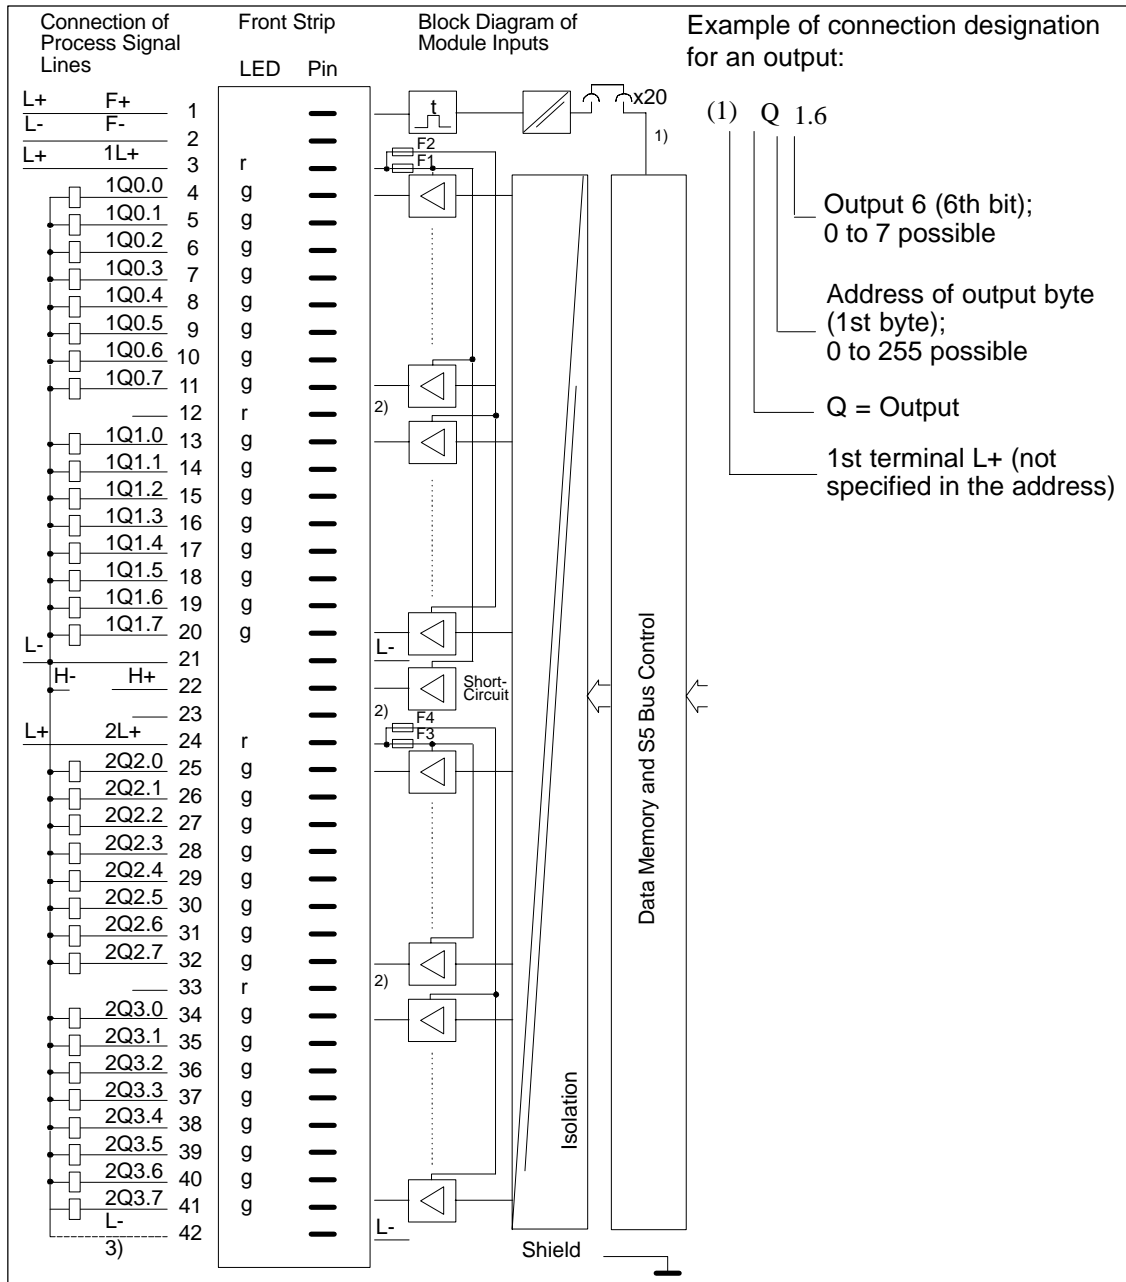 Connection of
Process Signal
Lines
Front Strip
LED Pin
Block Diagram of
Module Inputs
Example of connection designation
for an output:
L+ F+ 1
L- F- 2
L+ 1L+ 3 r
1Q0.0 4 g
1Q0.1 5 g
1Q0.2 6 g
1Q0.3 7 g
1Q0.4 8 g
1Q0.5 9 g
1Q0.6 10 g
1Q0.7 11 g
12 r
1Q1.0 13 g
1Q1.1 14 g
1Q1.2 15 g
1Q1.3 16 g
1Q1.4 17 g
1Q1.5 18 g
1Q1.6 19 g
1Q1.7 20 g
L- 21
H- H+ 22
23
L+ 2L+ 24 r
2Q2.0 25 g
2Q2.1 26 g
2Q2.2 27 g
2Q2.3 28 g
2Q2.4 29 g
2Q2.5 30 g
2Q2.6 31 g
2Q2.7 32 g
33 r
2Q3.0 34 g
2Q3.1 35 g
2Q3.2 36 g
2Q3.3 37 g
2Q3.4 38 g
2Q3.5 39 g
2Q3.6 40 g
2Q3.7 41 g
L- 42
3)
t
x20
1)
F2
F1
2)
L-
Short-
Circuit
2)
F4
F3
2)
L-
Isolation
Data Memory and S5 Bus Control
Shield
(1) Q 1.6
Output 6 (6th bit);
0 to 7 possible
Address of output byte
(1st byte);
0 to 255 possible
Q = Output
1st terminal L+ (not
specified in the address)